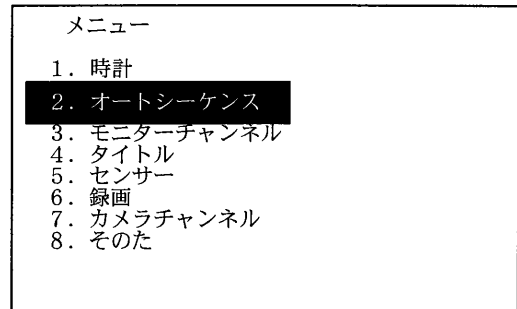 メニュー
1. 時計
2. オートシーケンス
3. モニターチャンネル
4. タイトル
5. センサー
6. 録画
7. カメラチャンネル
8. そのた